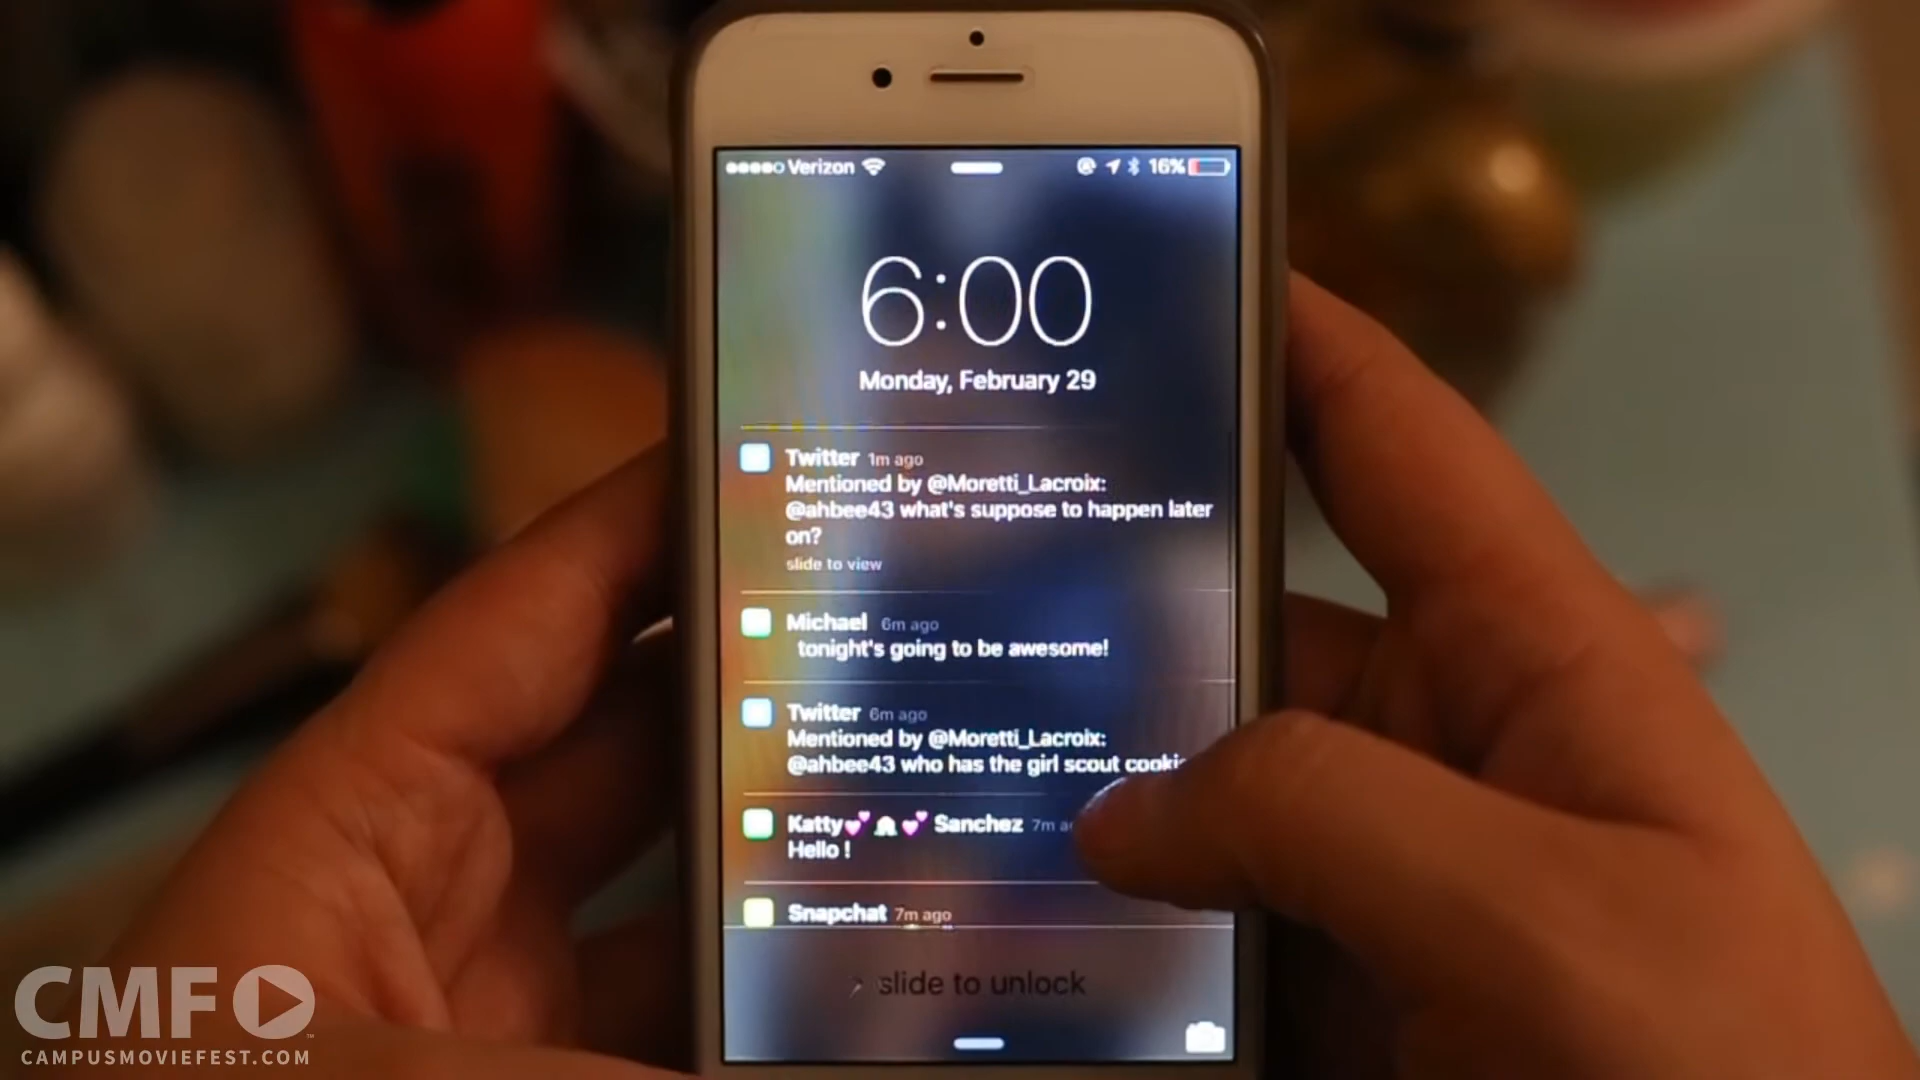 Verizon 16%
6:00
Monday, February 29
Twitter 1m ago
Mentioned by @Moretti_Lacroix:
@ahbee43 what's suppose to happen later
on?
slide to view
Michael 6m ago
tonight's going to be awesome!
Twitter 6m ago
Mentioned by @Moretti_Lacroix:
@ahbee43 who has the girl scout
Katty💕 💕 Sanchez 7m
Hello !
Snapchat 7m ago
slide to unlock
CMF
CAMPUSMOVIEFEST.COM